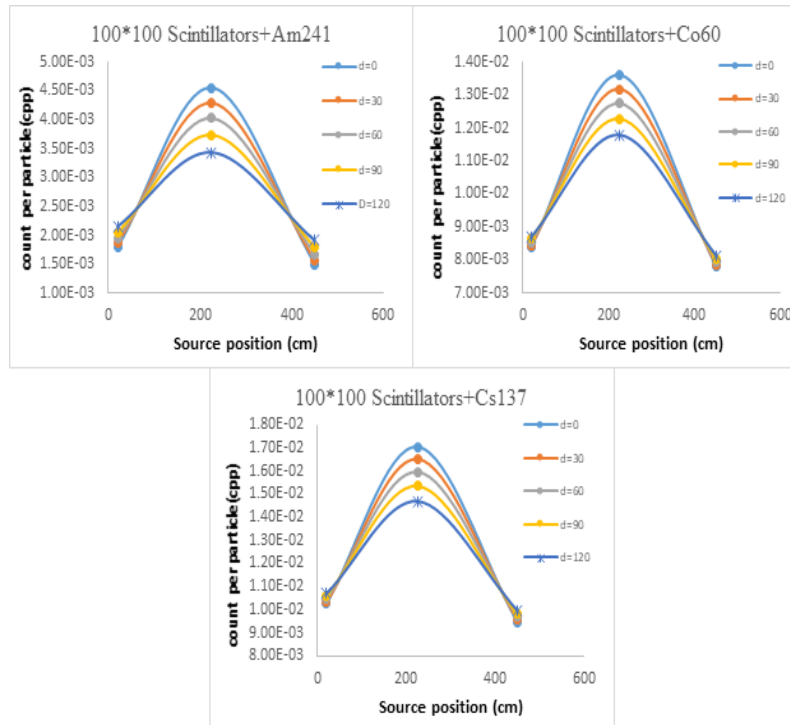 100*100 Scintillators+Am241
5.00E-03
4.50E-03
4.00E-03
3.50E-03
3.00E-03
2.50E-03
2.00E-03
1.50E-03
1.00E-03
count per particle(cpp)
0
200
400
600
Source position (cm)
d=0
d=30
d=60
d=90
D=120
100*100 Scintillators+Co60
1.40E-02
1.30E-02
1.20E-02
1.10E-02
1.00E-02
9.00E-03
8.00E-03
7.00E-03
count per particle(cpp)
0
200
400
600
Source position (cm)
d=0
d=30
d=60
d=90
d=120
100*100 Scintillators+Cs137
1.80E-02
1.70E-02
1.60E-02
1.50E-02
1.40E-02
1.30E-02
1.20E-02
1.10E-02
1.00E-02
9.00E-03
8.00E-03
count per particle(cpp)
0
200
400
600
Source position (cm)
d=0
d=30
d=60
d=90
d=120